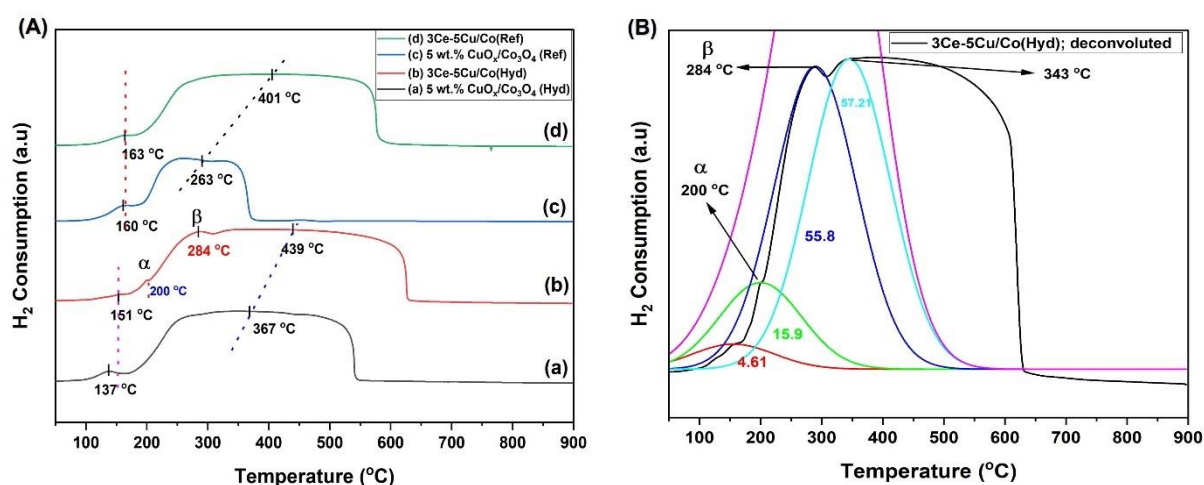 (A)
(d) 3Ce-5Cu/Co(Ref)
(c) 5 wt.% CuOₓ/Co₃O₄ (Ref)
(b) 3Ce-5Cu/Co(Hyd)
(a) 5 wt.% CuOₓ/Co₃O₄ (Hyd)
401 °C
163 °C
(d)
263 °C
160 °C
(c)
β
284 °C
439 °C
α
200 °C
151 °C
(b)
367 °C
137°C
(a)
H₂ Consumption (a.u)
100 200 300 400 500 600 700 800 900
Temperature (°C)
(B)
3Ce-5Cu/Co(Hyd); deconvoluted
β
284 °C
343 °C
57.21
α
200 °C
55.8
15.9
4.61
H₂ Consumption (a.u)
100 200 300 400 500 600 700 800 900
Temperature (°C)